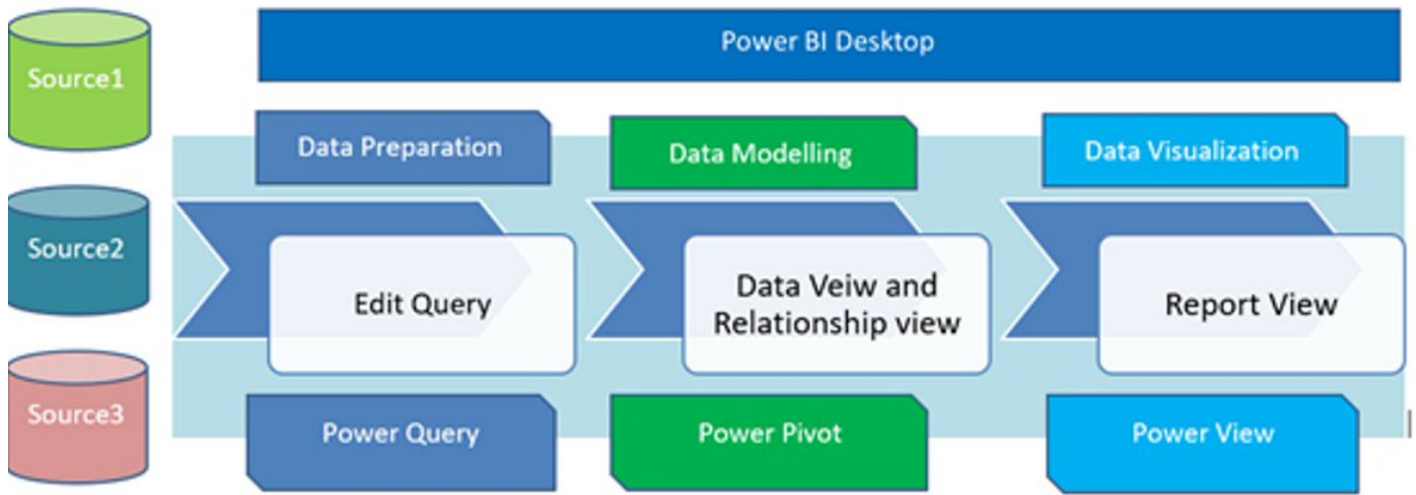 Source1
Source2
Source3
Power BI Desktop
Data Preparation
Data Modelling
Data Visualization
Edit Query
Data Veiw and
Relationship view
Report View
Power Query
Power Pivot
Power View